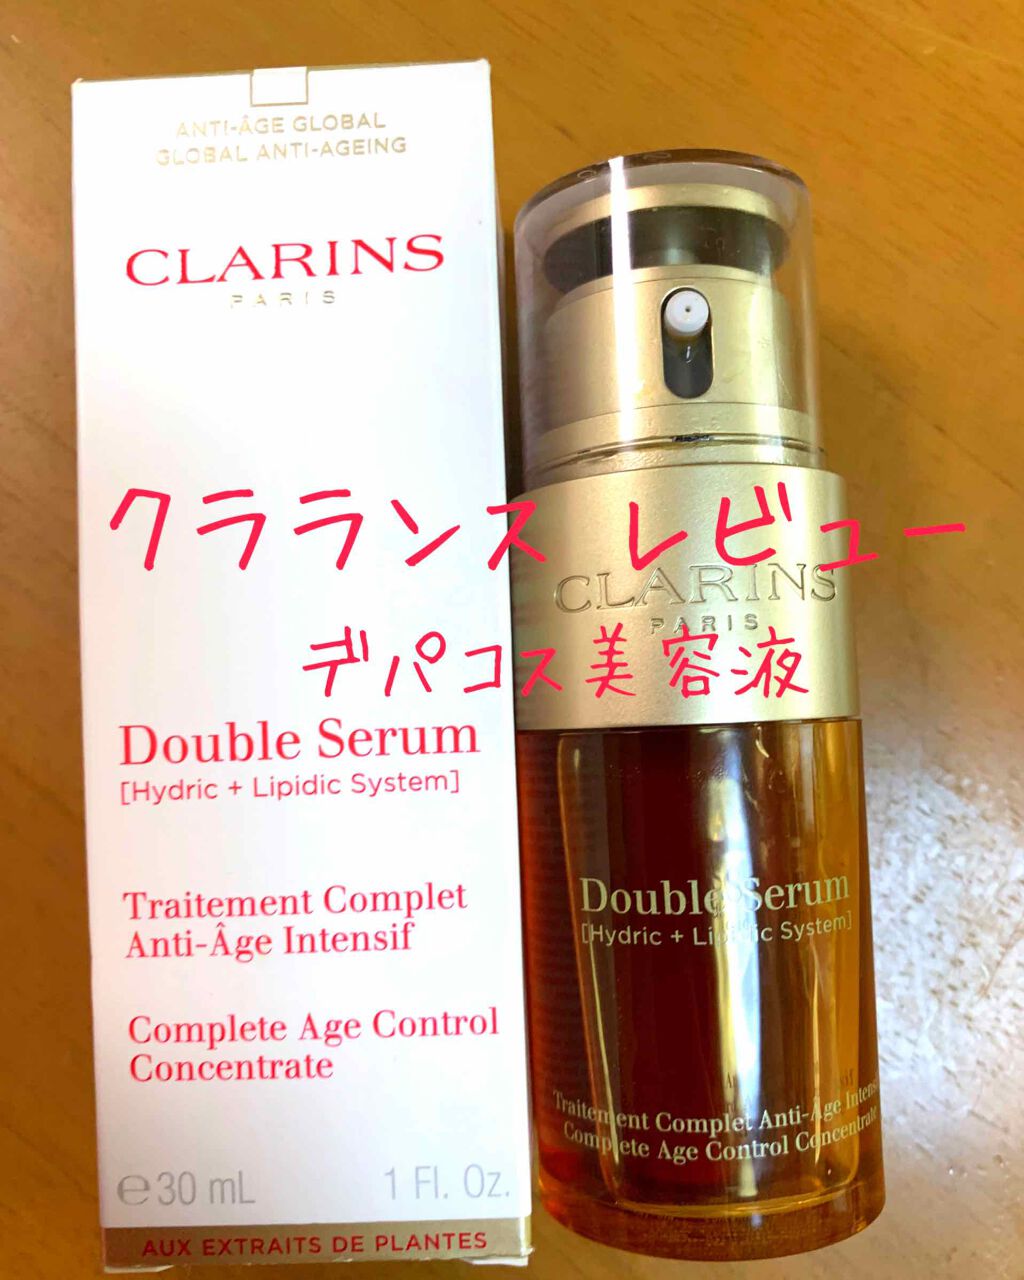 ANTI-ÂGE GLOBAL
GLOBAL ANTI-AGEING
CLARINS
PARIS
Double Serum
[Hydric + Lipidic System]
Traitement Complet
Anti-Âge Intensif
Complete Age Control
Concentrate
e30 mL 1 Fl. Oz.
AUX EXTRAITS DE PLANTES
クラランス レビュー
デパコス美容液
CLARINS
PARIS
Double Serum
[Hydric + Lipidic System]
Traitement Complet Anti-Âge
Complete Age Control Concentrate